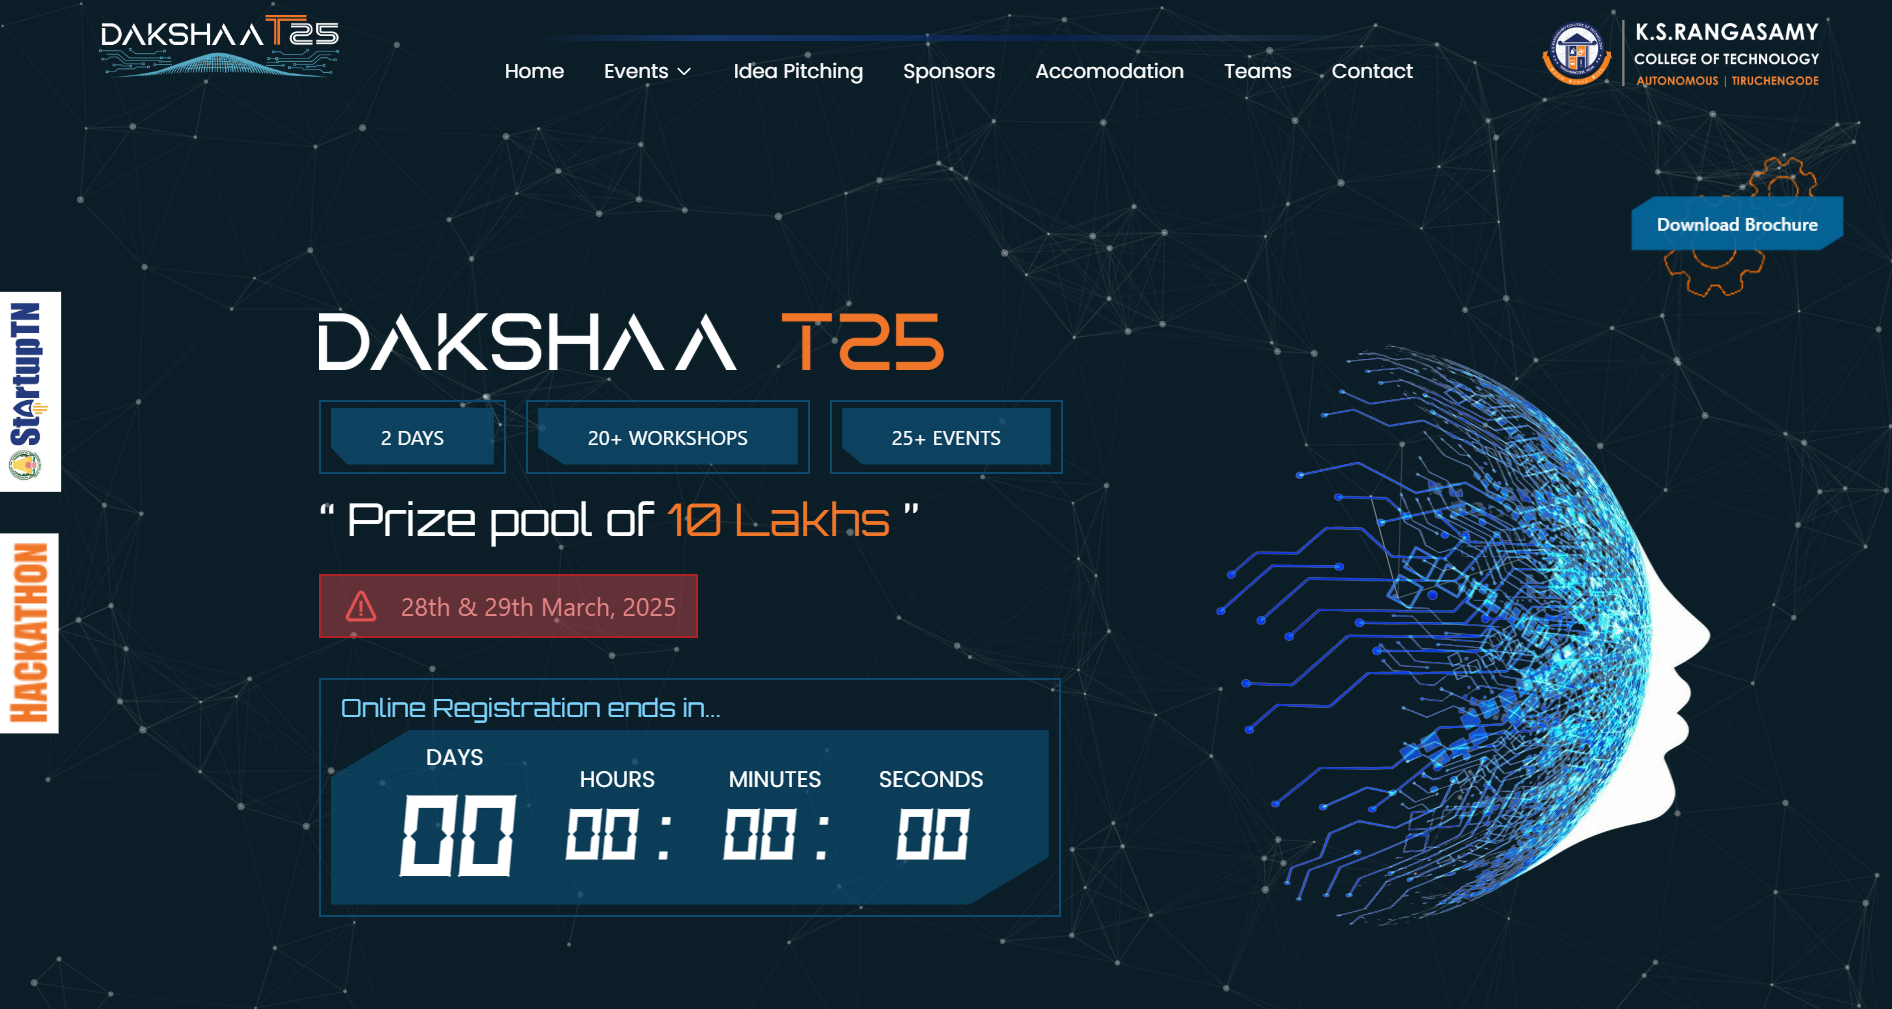 DAKSHAA T25
Home
Events
Idea Pitching
Sponsors
Accomodation
Teams
Contact
K.S.RANGASAMY
COLLEGE OF TECHNOLOGY
AUTONOMOUS | TIRUCHENGODE
Download Brochure
StartupTN
HACKATHON
DAKSHAA T25
2 DAYS
20+ WORKSHOPS
25+ EVENTS
“ Prize pool of 10 Lakhs ”
28th & 29th March, 2025
Online Registration ends in...
DAYS
HOURS
MINUTES
SECONDS
00
00 :
00 :
00